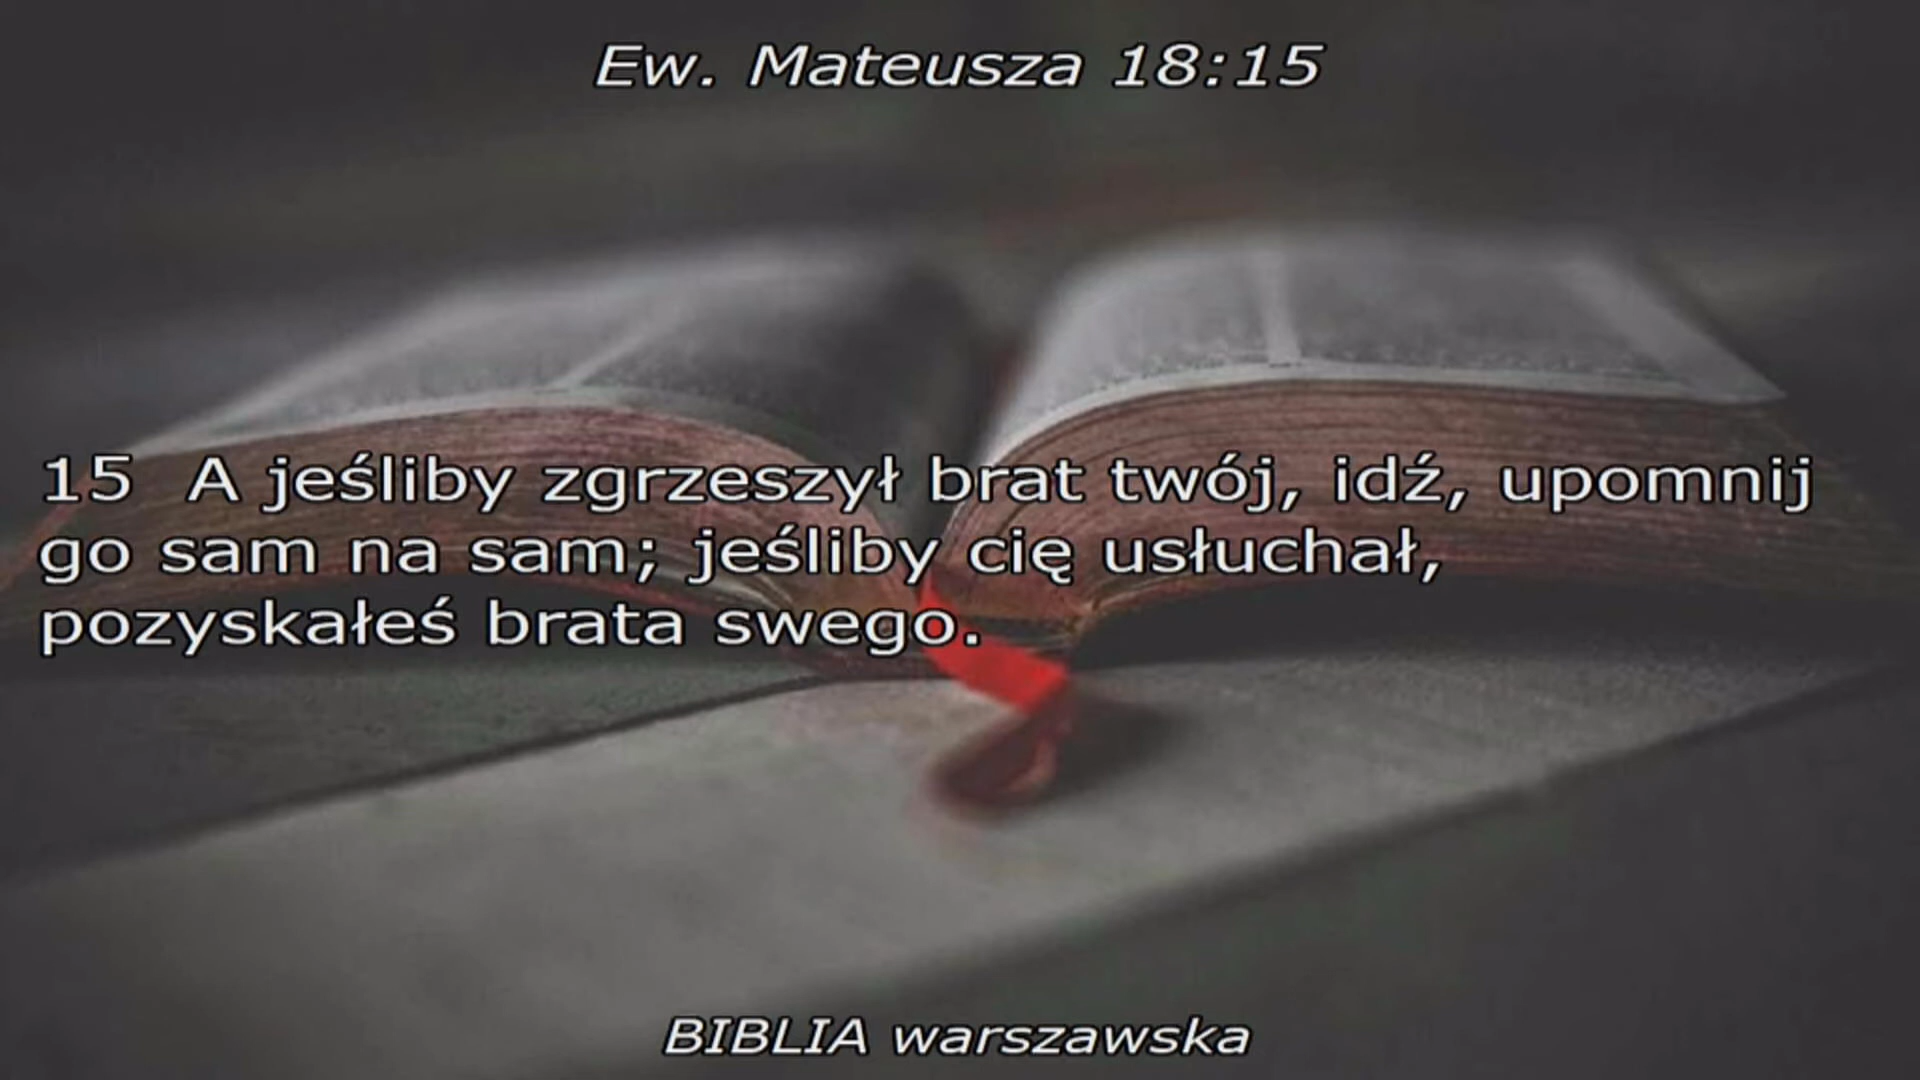 Ew. Mateusza 18:15
15 A jeśliby zgrzeszył brat twój, idź, upomnij
go sam na sam; jeśliby cię usłuchał,
pozyskałeś brata swego.
BIBLIA warszawska